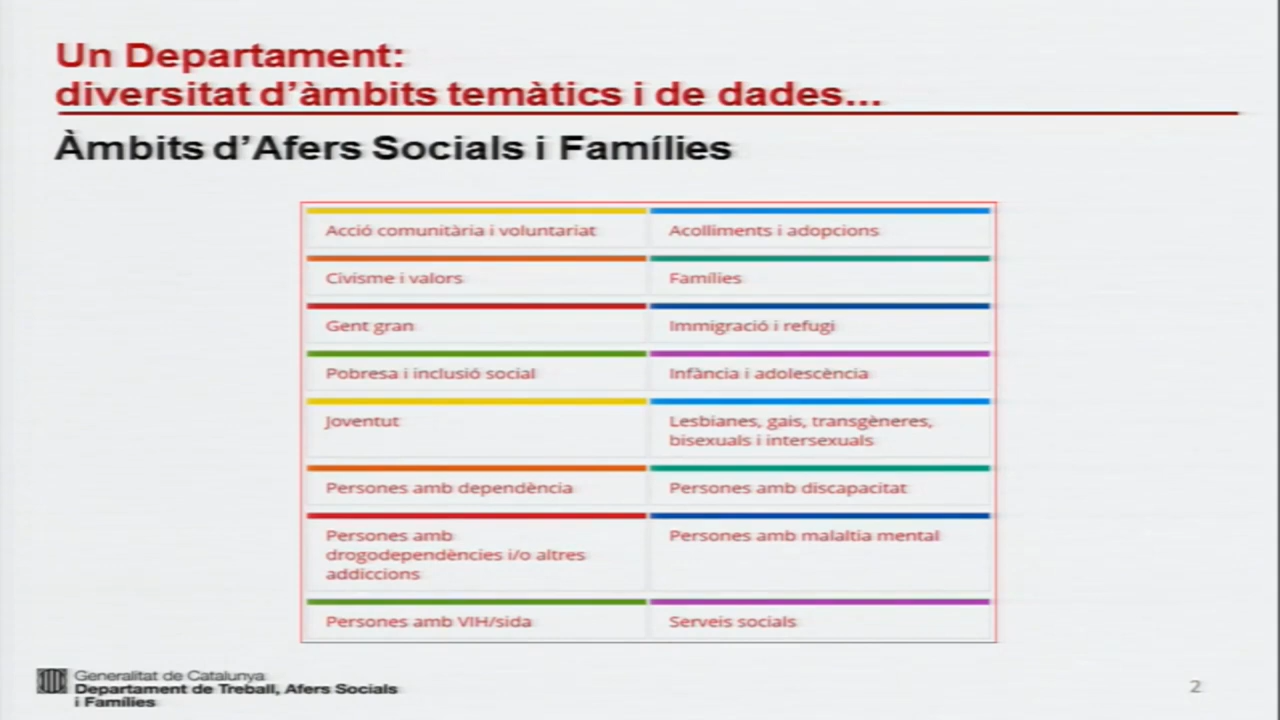 Un Departament:
diversitat d'àmbits temàtics i de dades...
Àmbits d'Afers Socials i Famílies
Acció comunitària i voluntariat
Acolliments i adopcions
Civisme i valors
Famílies
Gent gran
Immigració i refugi
Pobresa i inclusió social
Infància i adolescència
Joventut
Lesbianes, gais, transgèneres,
bisexuals i intersexuals
Persones amb dependència
Persones amb discapacitat
Persones amb
drogodependències i/o altres
addiccions
Persones amb malaltia mental
Persones amb VIH/sida
Serveis socials
Generalitat de Catalunya
Departament de Treball, Afers Socials
i Famílies
2